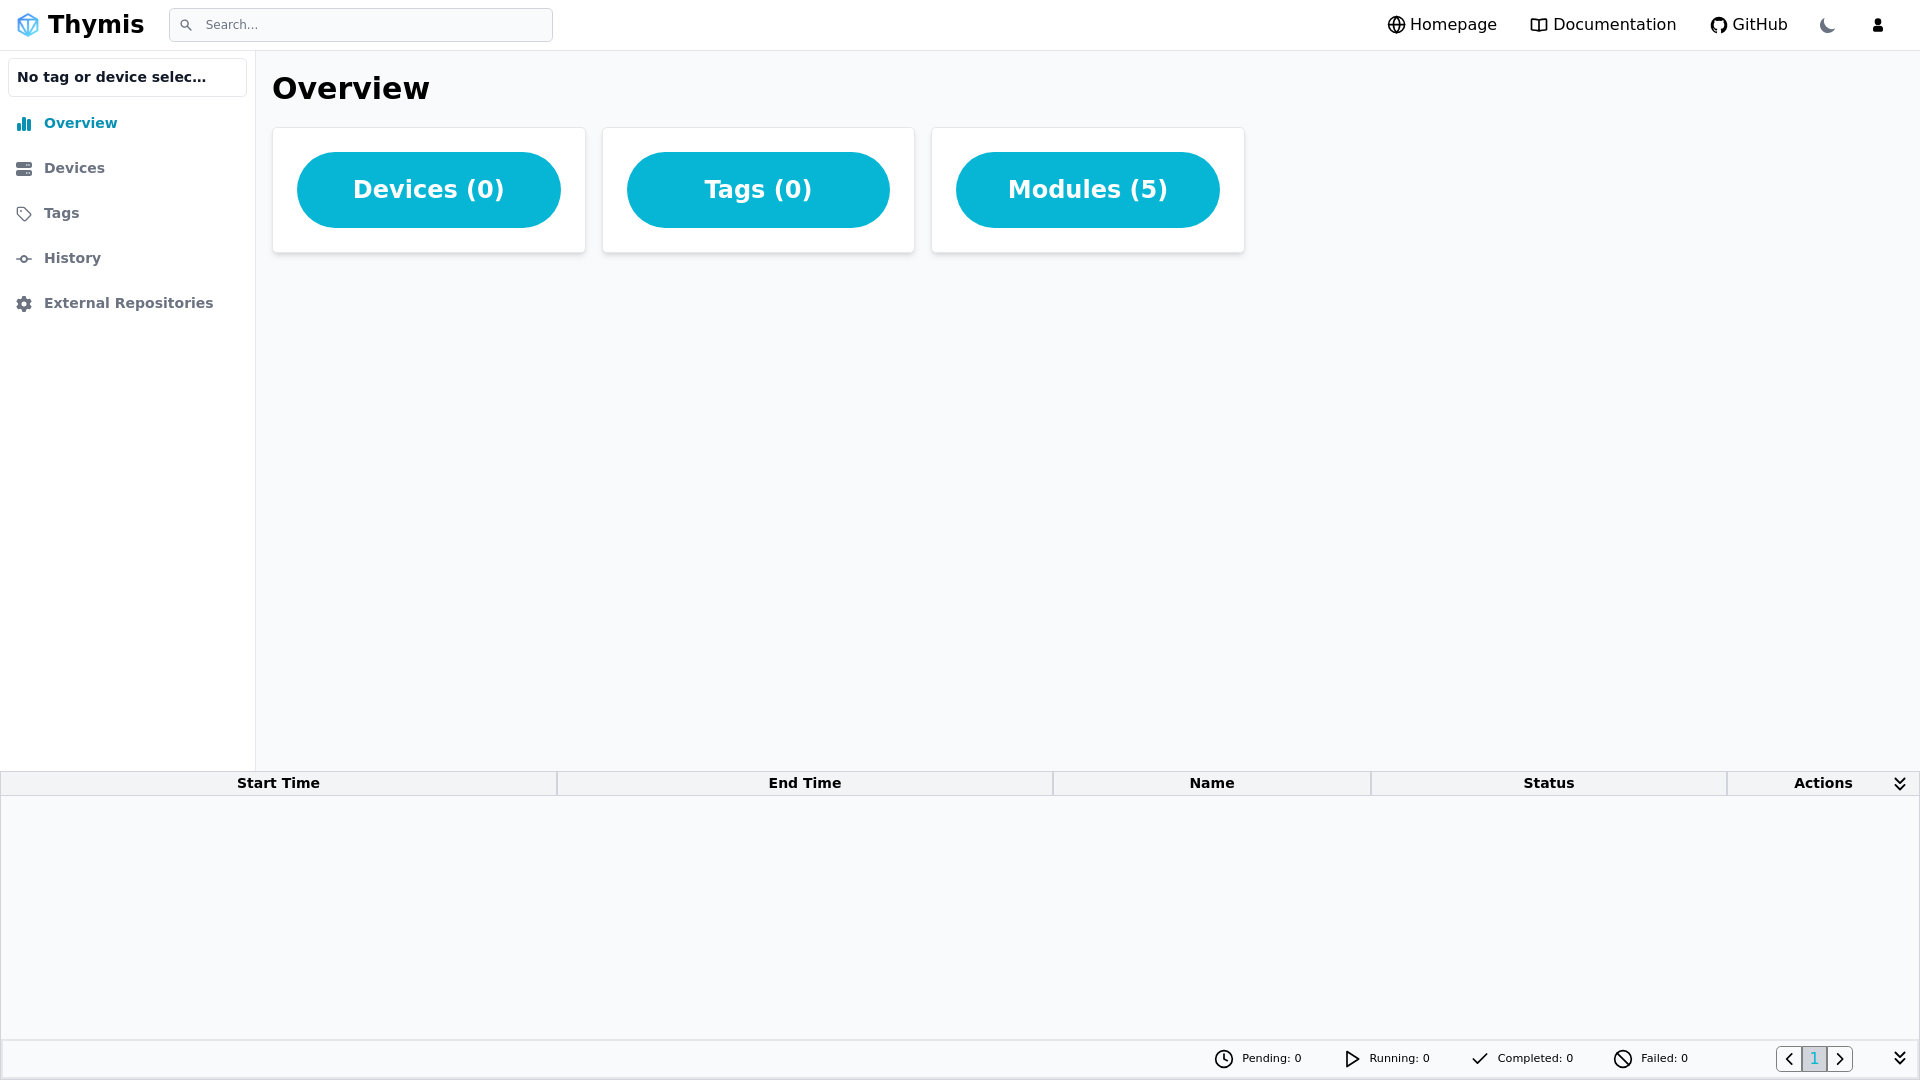 Thymis
Search...
Homepage
Documentation
GitHub
No tag or device selec...
Overview
Devices
Tags
History
External Repositories
Overview
Devices (0)
Tags (0)
Modules (5)
Start Time
End Time
Name
Status
Actions
Pending: 0
Running: 0
Completed: 0
Failed: 0
1